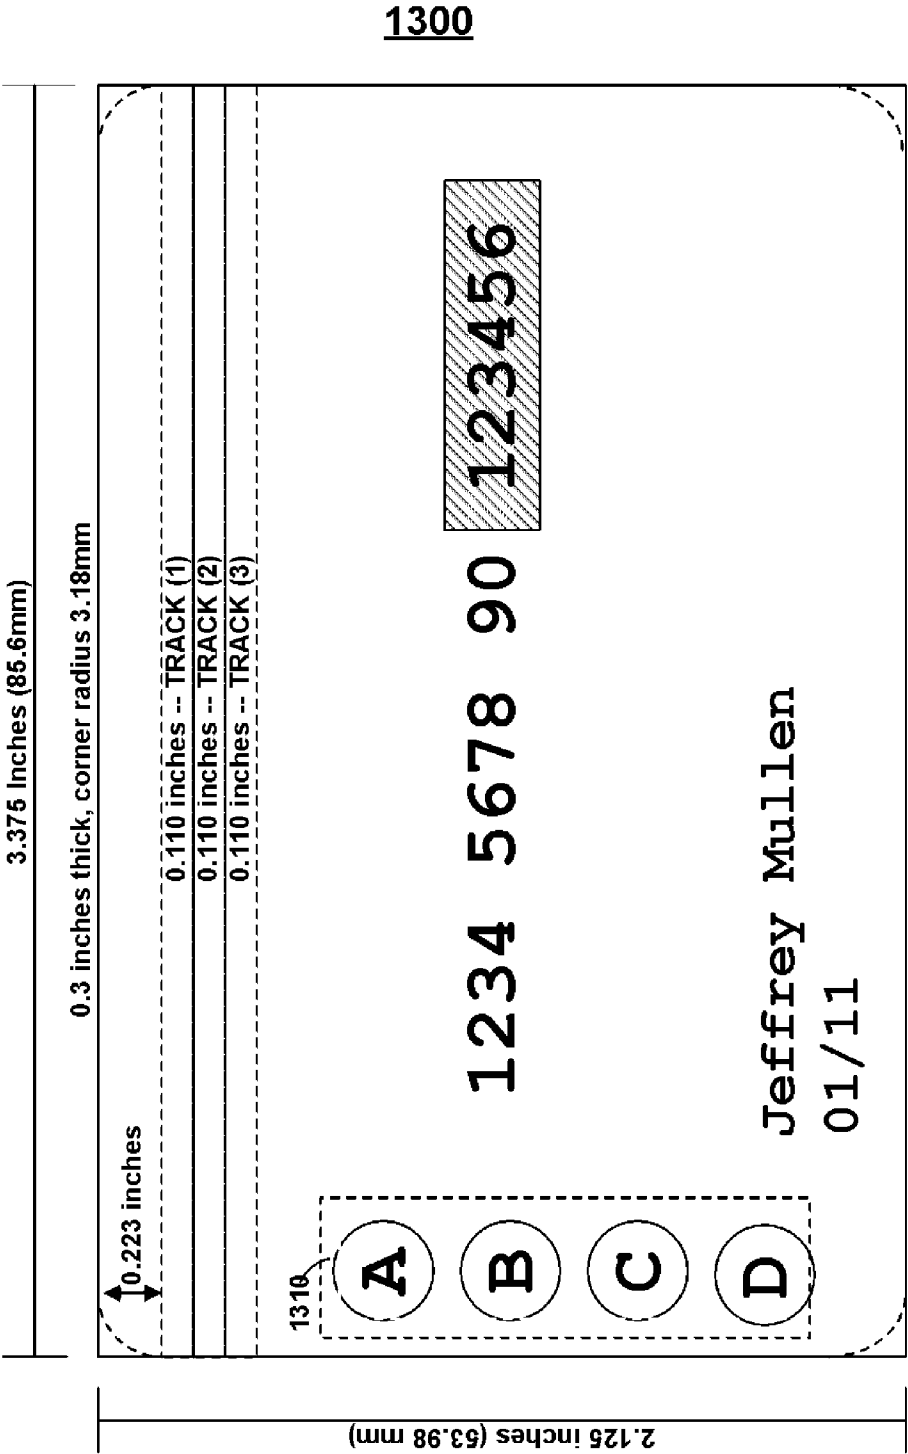 1300
3.375 Inches (85.6mm)
0.3 inches thick, corner radius 3.18mm
0.223 inches
0.110 inches -- TRACK (1)
0.110 inches -- TRACK (2)
0.110 inches -- TRACK (3)
1310
A
B
C
D
1234 5678 90 123456
Jeffrey Mullen
01/11
2.125 inches (53.98 mm)